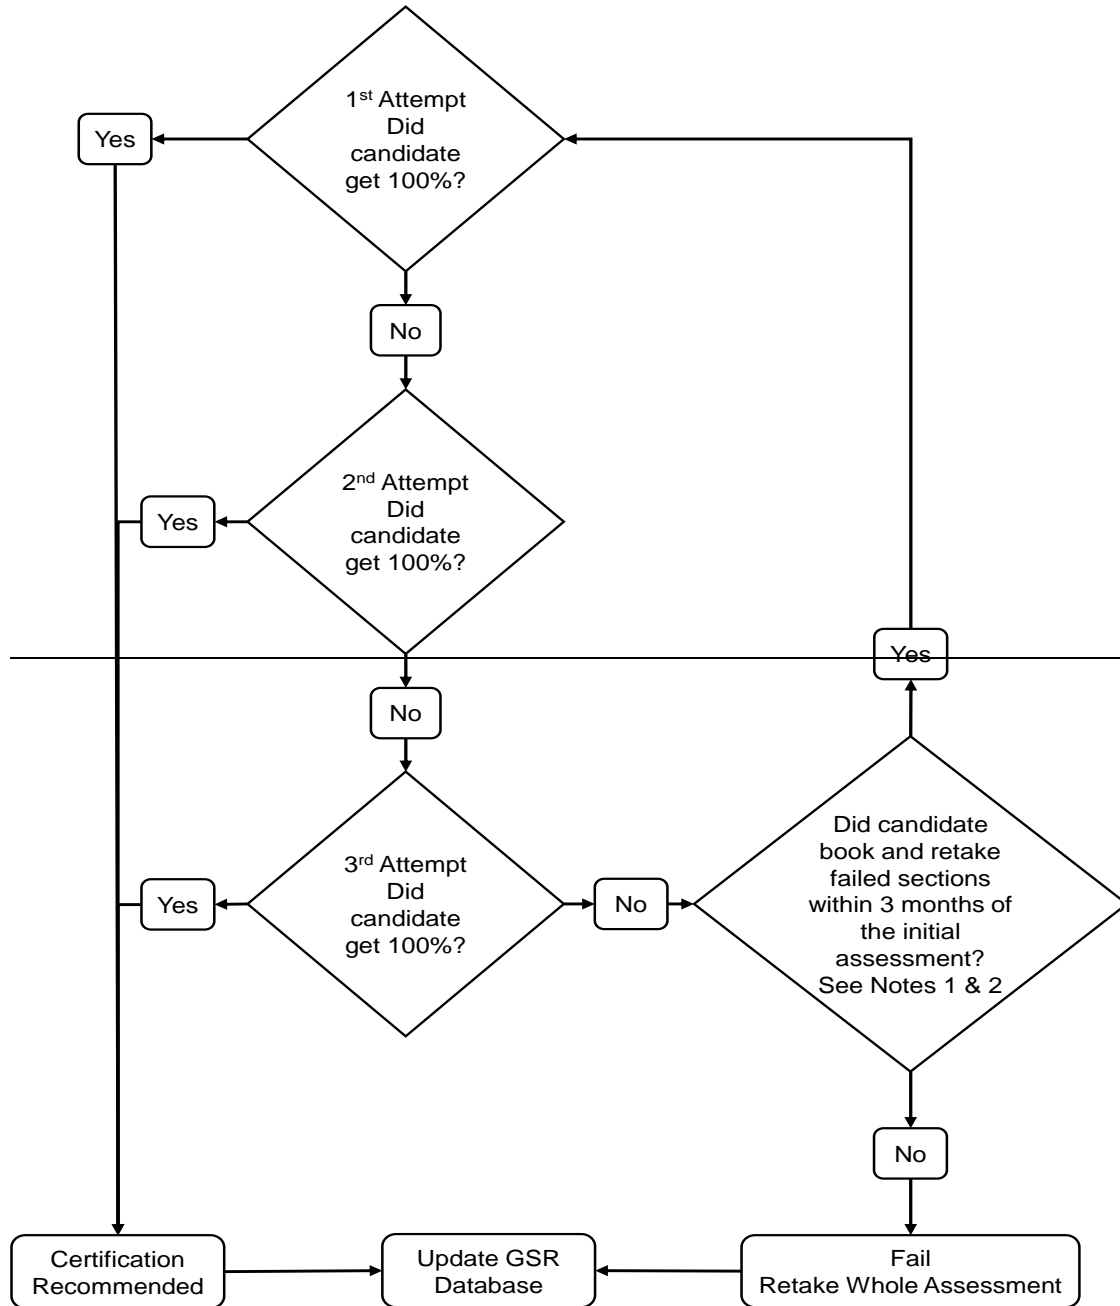 1st Attempt
Did
candidate
get 100%?
Yes
No
2nd Attempt
Did
candidate
get 100%?
Yes
Yes
No
3rd Attempt
Did
candidate
get 100%?
Yes
No
Did candidate
book and retake
failed sections
within 3 months of
the initial
assessment?
See Notes 1 & 2
No
Certification
Recommended
Update GSR
Database
Fail
Retake Whole Assessment